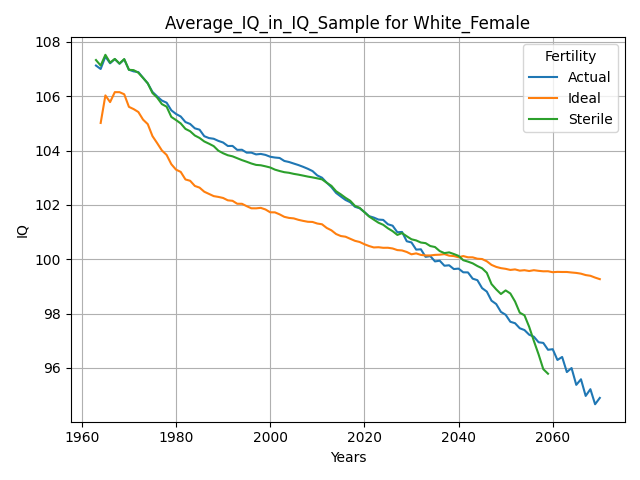 Average_IQ_in_IQ_Sample for White_Female
108
106
104
102
100
98
96
IQ
1960
1980
2000
2020
2040
2060
Years
Fertility
Actual
Ideal
Sterile